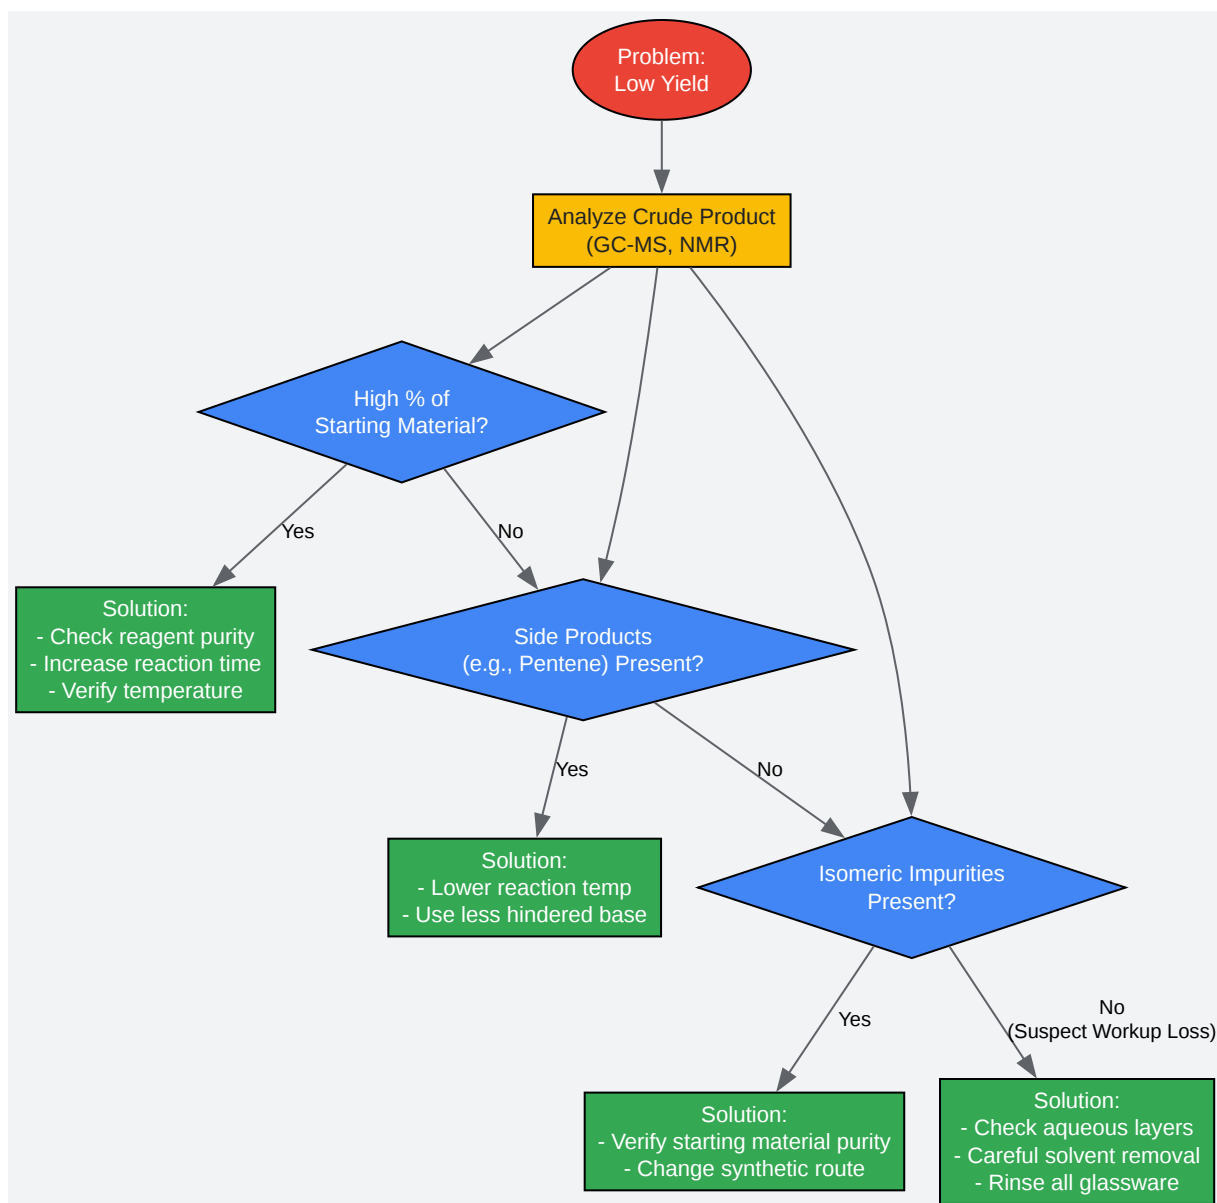 Problem:
Low Yield
Analyze Crude Product
(GC-MS, NMR)
High % of
Starting Material?
Yes
No
Solution:
- Check reagent purity
- Increase reaction time
- Verify temperature
Side Products
(e.g., Pentene) Present?
Yes
No
Solution:
- Lower reaction temp
- Use less hindered base
Isomeric Impurities
Present?
Yes
No
(Suspect Workup Loss)
Solution:
- Verify starting material purity
- Change synthetic route
Solution:
- Check aqueous layers
- Careful solvent removal
- Rinse all glassware